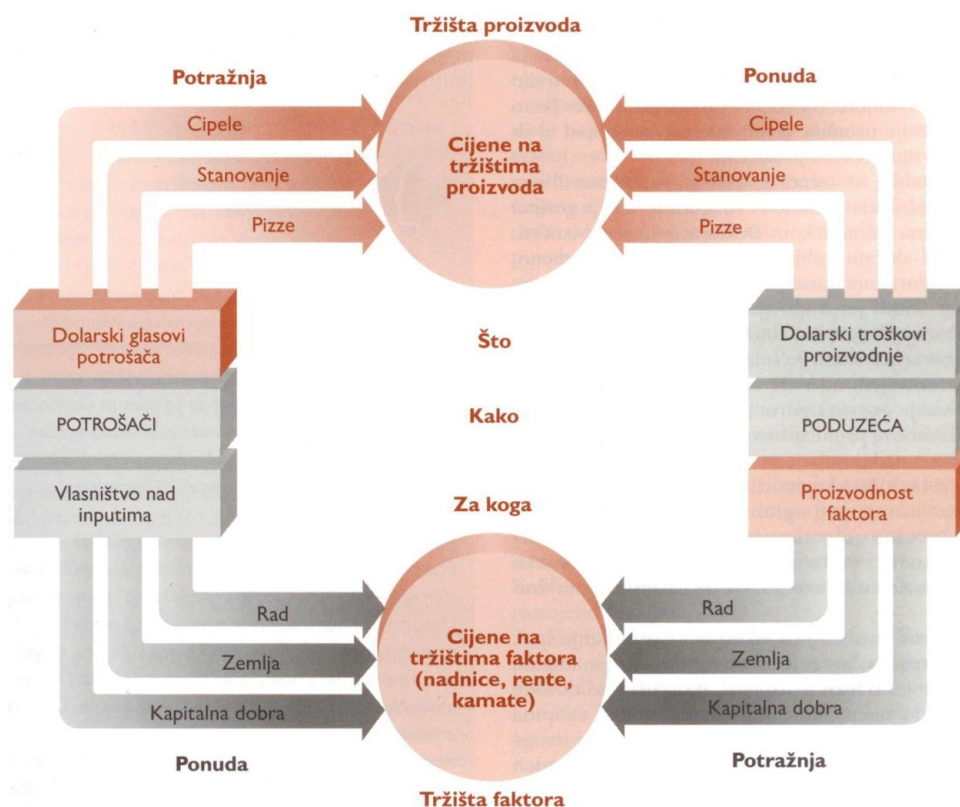 Tržišta proizvoda
Potražnja
Ponuda
Cipele
Cipele
Cijene na
tržištima
proizvoda
Stanovanje
Stanovanje
Pizze
Pizze
Dolarski glasovi
potrošača
Što
Dolarski troškovi
proizvodnje
POTROŠAČI
Kako
PODUZEĆA
Vlasništvo nad
inputima
Za koga
Proizvodnost
faktora
Rad
Rad
Cijene na
tržištima faktora
(nadnice, rente,
kamate)
Zemlja
Zemlja
Kapitalna dobra
Kapitalna dobra
Ponuda
Potražnja
Tržišta faktora